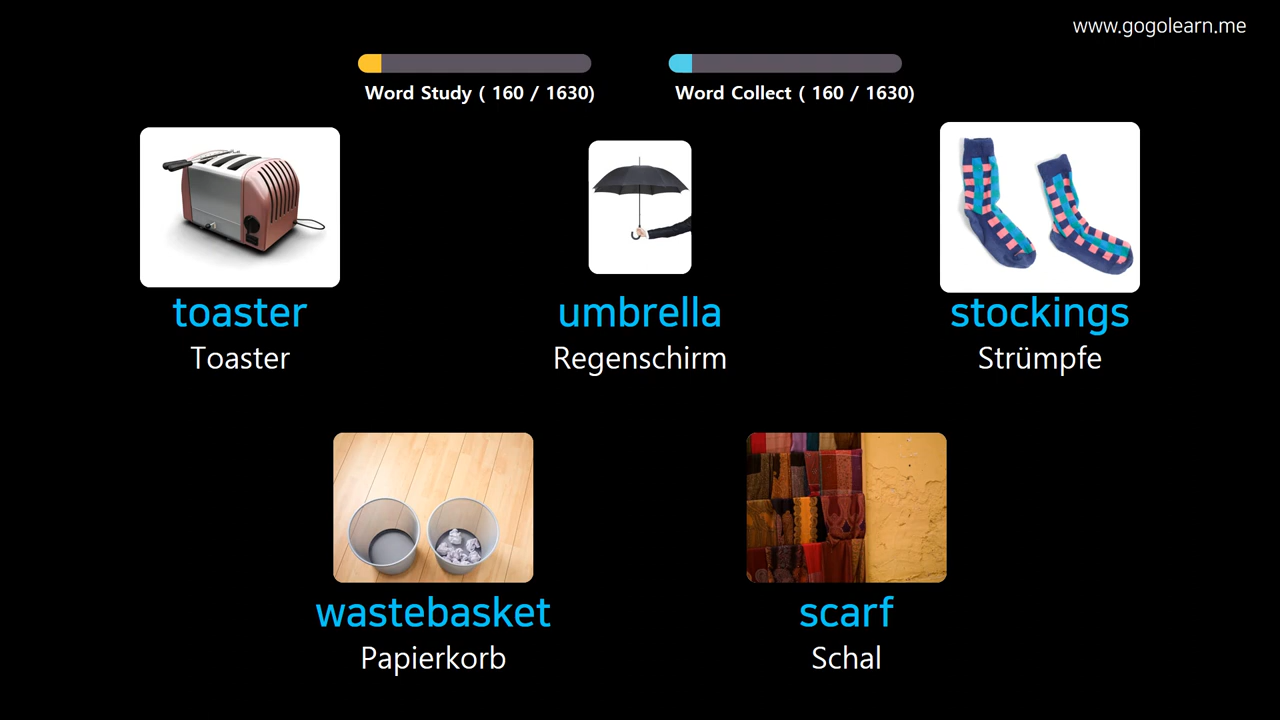 www.gogolearn.me
Word Study ( 160 / 1630)
Word Collect ( 160 / 1630)
toaster
Toaster
umbrella
Regenschirm
stockings
Strümpfe
wastebasket
Papierkorb
scarf
Schal